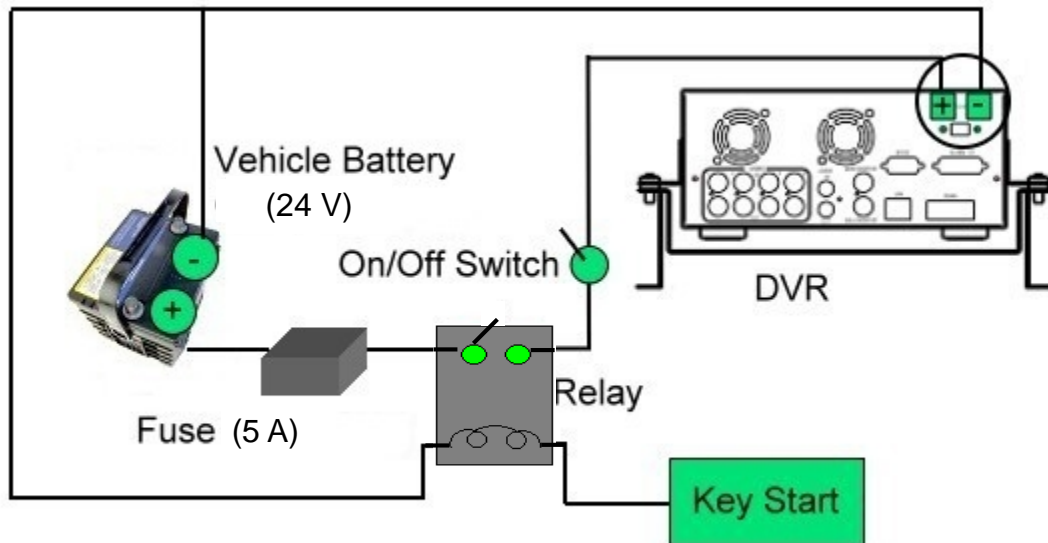 + -
Vehicle Battery
(24 V)
-
+
On/Off Switch
DVR
Relay
Fuse (5 A)
Key Start